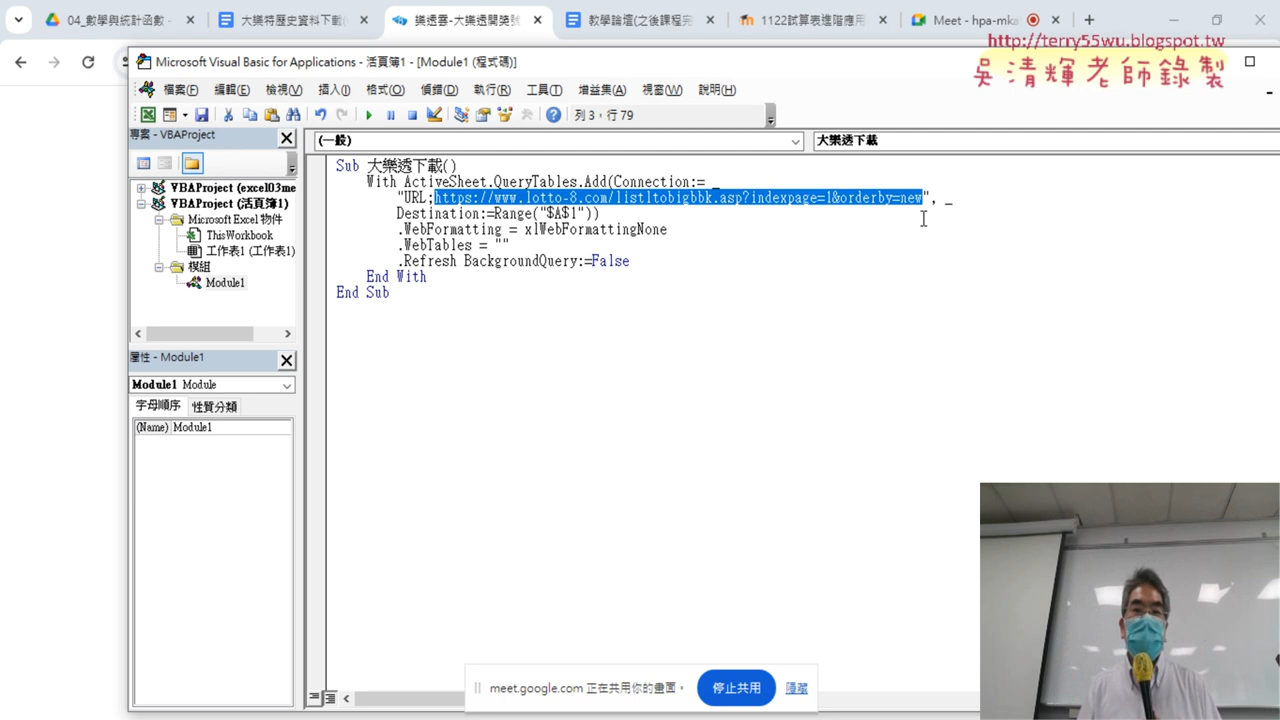 04_數學與統計函數 -
大樂特歷史資料下載(
樂透雲-大樂透開獎號
教學論壇(之後課程完
1122試算表進階應用
Meet - hpa-mka
http://terry55wu.blogspot.tw
吳清輝老師錄製
Microsoft Visual Basic for Applications - 活頁簿1 - [Module1 (程式碼)]
檔案(F) 編輯(E) 檢視(V) 插入(I) 格式(O) 偵錯(D) 執行(R) 工具(T) 增益集(A) 視窗(W) 說明(H)
列 3，行 79
專案 - VBAProject
(一般)
大樂透下載
VBAProject (excel03me
VBAProject (活頁簿1)
Microsoft Excel 物件
ThisWorkbook
工作表1 (工作表1)
模組
Module1
Sub 大樂透下載()
With ActiveSheet.QueryTables.Add(Connection:= _
"URL;https://www.lotto-8.com/listltobigbbk.asp?indexpage=1&orderby=new", _
Destination:=Range("$A$1"))
.WebFormatting = xlWebFormattingNone
.WebTables = ""
.Refresh BackgroundQuery:=False
End With
End Sub
屬性 - Module1
Module1 Module
字母順序 性質分類
(Name) Module1
meet.google.com 正在共用你的畫面。
停止共用
隱藏